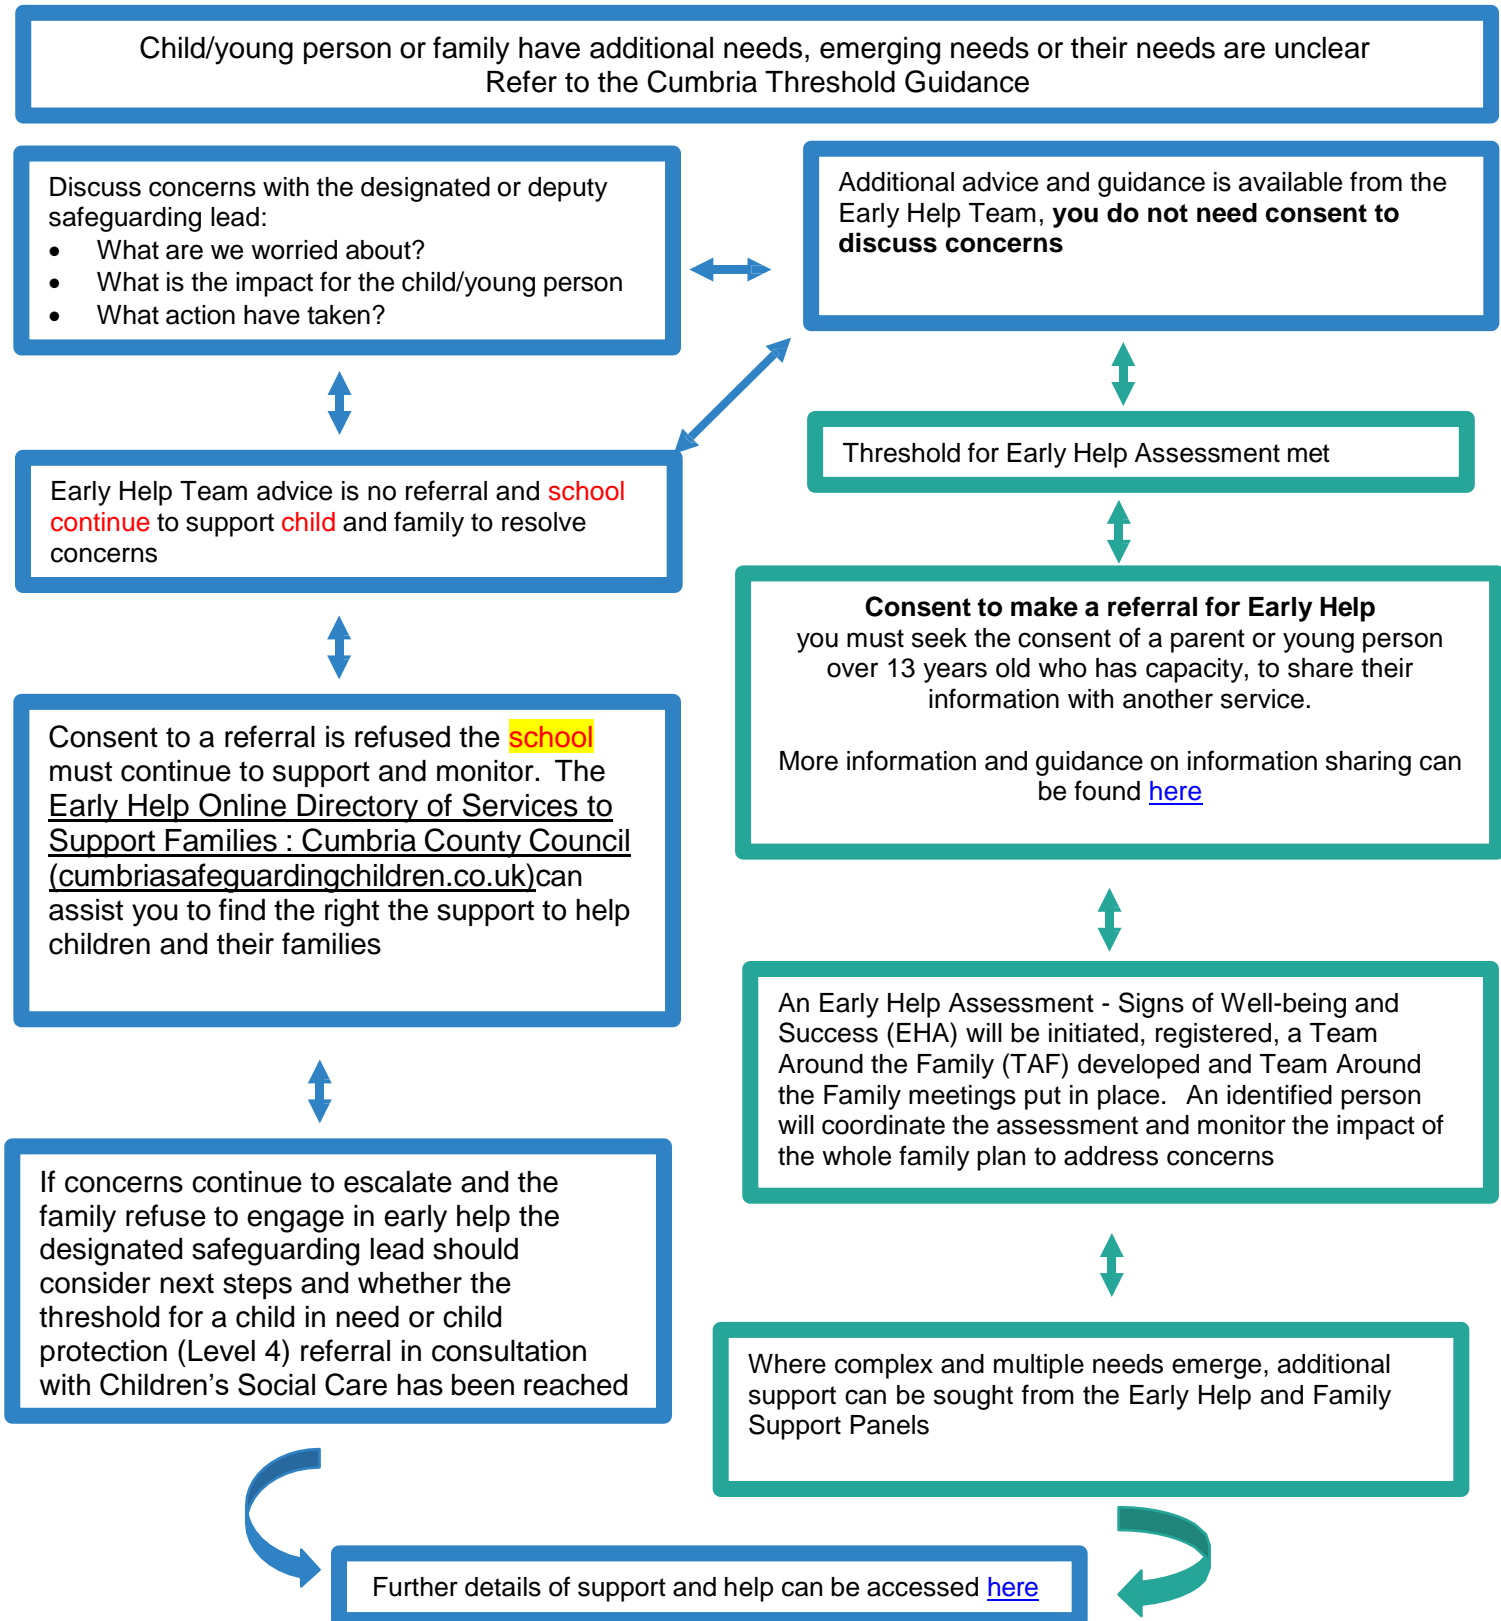 Child/young person or family have additional needs, emerging needs or their needs are unclear
Refer to the Cumbria Threshold Guidance
Discuss concerns with the designated or deputy
safeguarding lead:
• What are we worried about?
• What is the impact for the child/young person
• What action have taken?
Additional advice and guidance is available from the
Early Help Team, you do not need consent to
discuss concerns
Early Help Team advice is no referral and school
continue to support child and family to resolve
concerns
Threshold for Early Help Assessment met
Consent to make a referral for Early Help
you must seek the consent of a parent or young person
over 13 years old who has capacity, to share their
information with another service.
More information and guidance on information sharing can
be found here
Consent to a referral is refused the school
must continue to support and monitor. The
Early Help Online Directory of Services to
Support Families : Cumbria County Council
(cumbriasafeguardingchildren.co.uk)can
assist you to find the right the support to help
children and their families
An Early Help Assessment - Signs of Well-being and
Success (EHA) will be initiated, registered, a Team
Around the Family (TAF) developed and Team Around
the Family meetings put in place. An identified person
will coordinate the assessment and monitor the impact of
the whole family plan to address concerns
If concerns continue to escalate and the
family refuse to engage in early help the
designated safeguarding lead should
consider next steps and whether the
threshold for a child in need or child
protection (Level 4) referral in consultation
with Children's Social Care has been reached
Where complex and multiple needs emerge, additional
support can be sought from the Early Help and Family
Support Panels
Further details of support and help can be accessed here